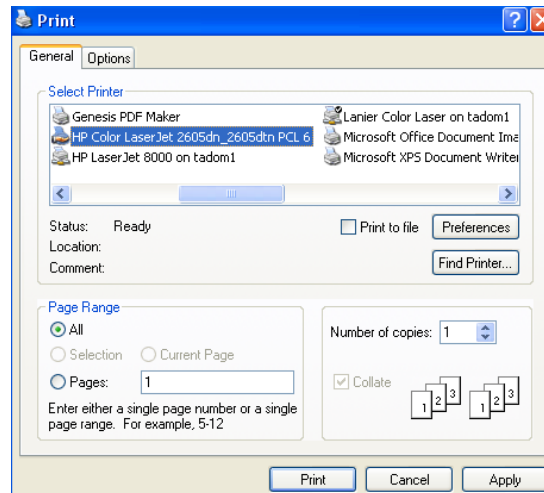 Print
General Options
Select Printer
Genesis PDF Maker
HP Color LaserJet 2605dn_2605dtn PCL 6
HP LaserJet 8000 on tadom1
Lanier Color Laser on tadom1
Microsoft Office Document Ima
Microsoft XPS Document Writer
Status: Ready
Location:
Comment:
Print to file
Preferences
Find Printer...
Page Range
All
Selection Current Page
Pages: 1
Enter either a single page number or a single
page range. For example, 5-12
Number of copies: 1
Collate
1 2 3 1 2 3
Print Cancel Apply